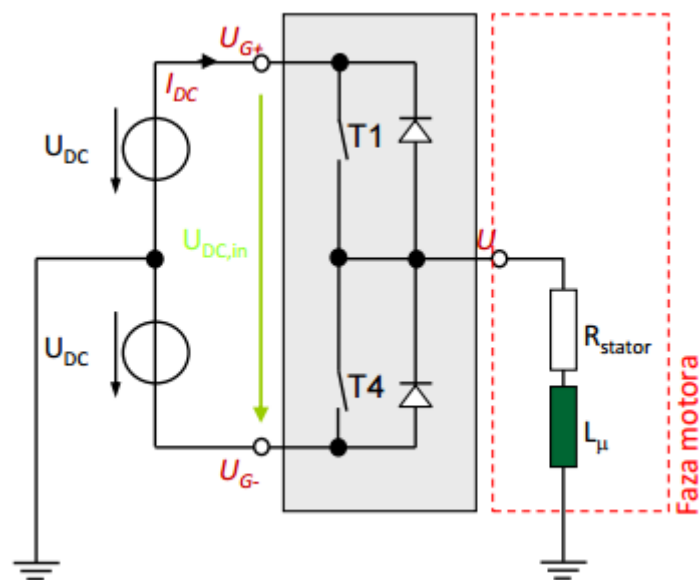 U_G+
I_DC
U_DC
T1
U_DC,in
U
U_DC
R_stator
T4
L_μ
U_G-
Faza motora